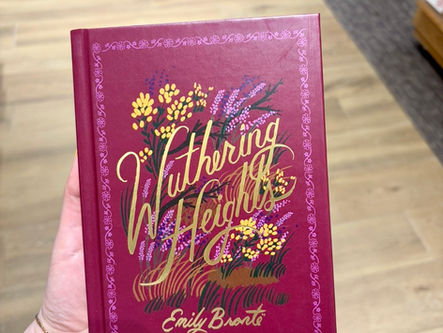 Wuthering
Heights
Emily Brontë